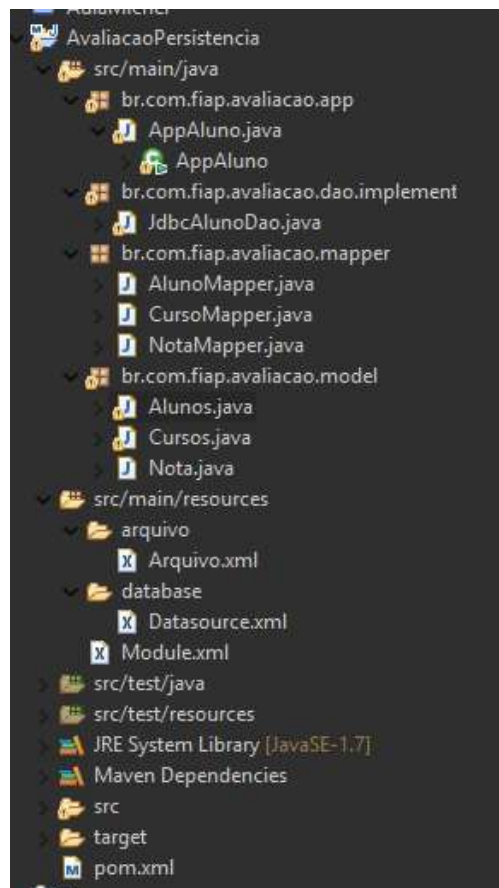 AvaliacaoPersistencia
src/main/java
br.com.fiap.avaliacao.app
AppAluno.java
AppAluno
br.com.fiap.avaliacao.dao.implement
JdbcAlunoDao.java
br.com.fiap.avaliacao.mapper
AlunoMapper.java
CursoMapper.java
NotaMapper.java
br.com.fiap.avaliacao.model
Alunos.java
Cursos.java
Nota.java
src/main/resources
arquivo
Arquivo.xml
database
Datasource.xml
Module.xml
src/test/java
src/test/resources
JRE System Library [JavaSE-1.7]
Maven Dependencies
src
target
pom.xml